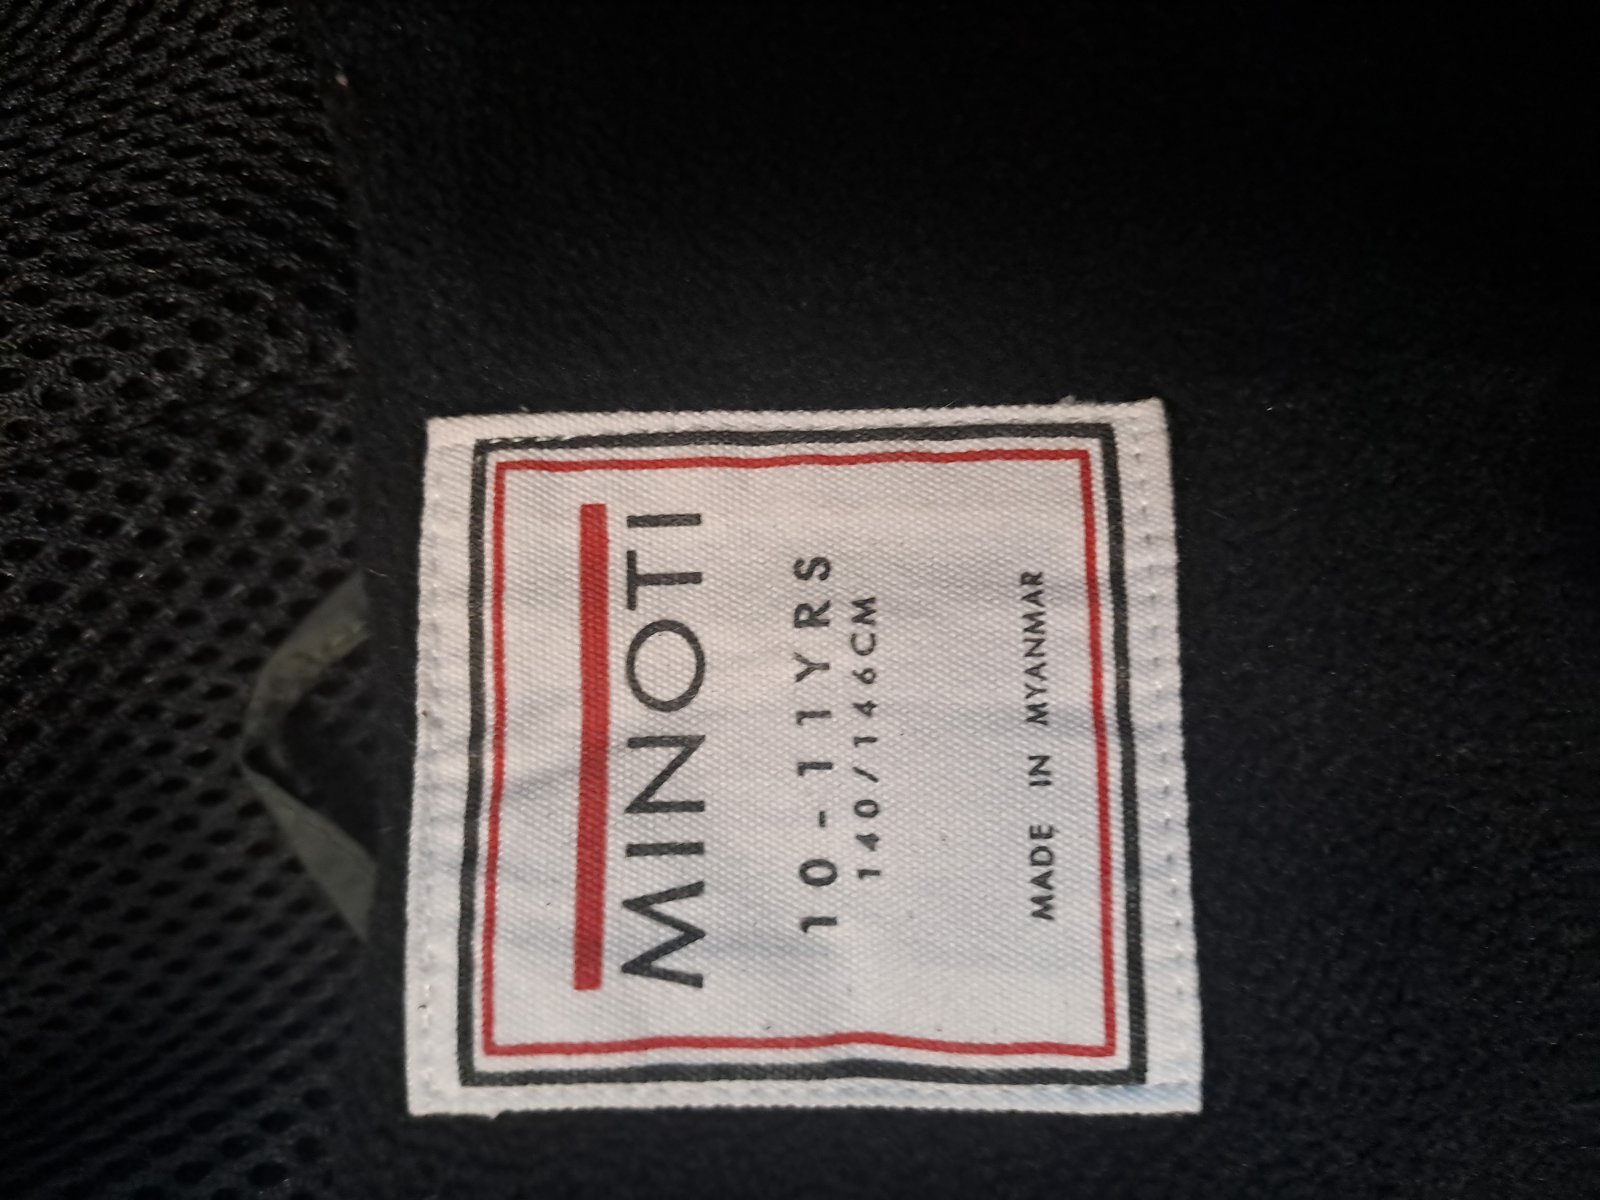 MINOTI
10-11YRS
140/146CM
MADE IN MYANMAR